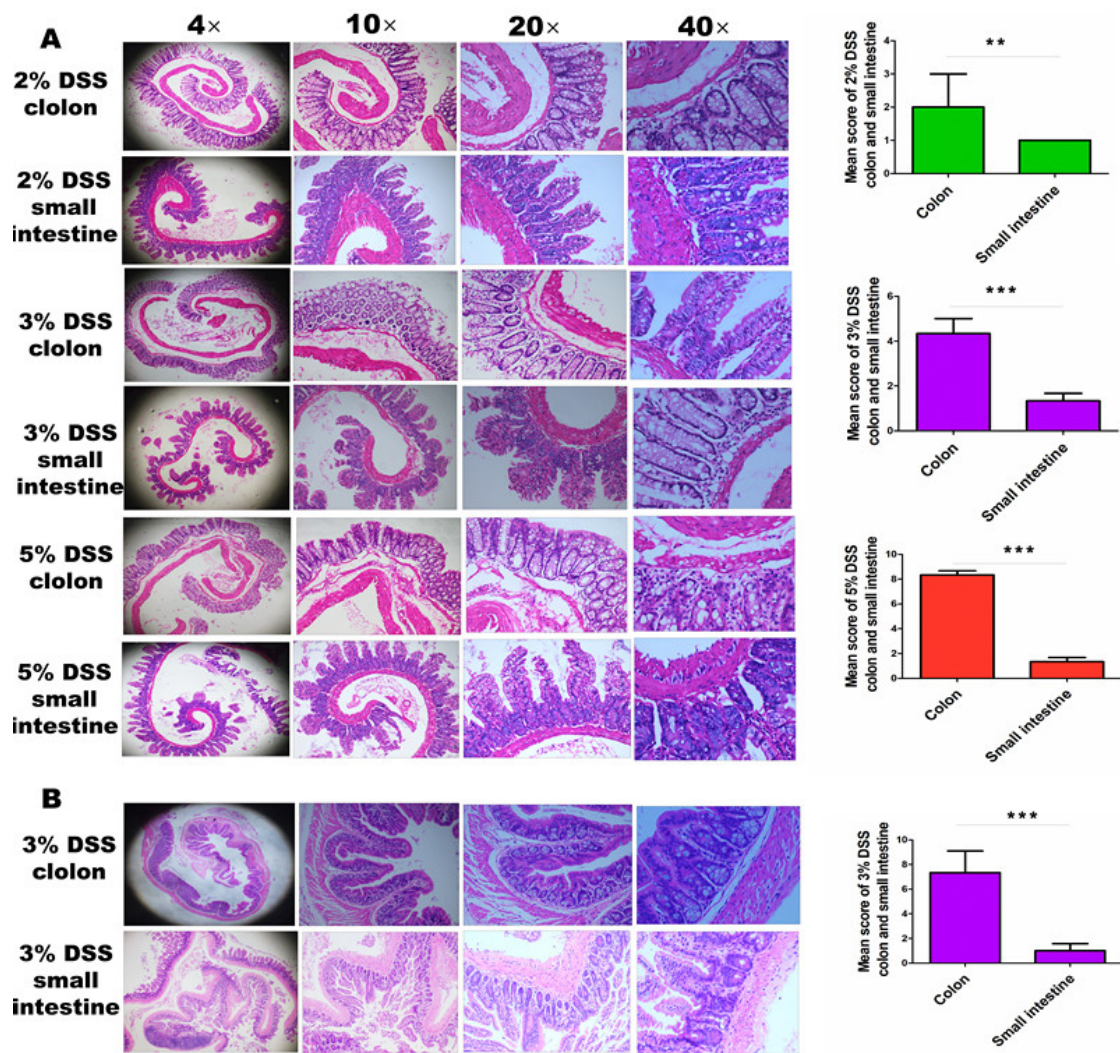 A
4×
10×
20×
40×
2% DSS
clolon
2% DSS
small
intestine
3% DSS
clolon
3% DSS
small
intestine
5% DSS
clolon
5% DSS
small
intestine
Mean score of 2% DSS
colon and small intestine
4
3
2
1
0
**
Colon
Small intestine
Mean score of 3% DSS
colon and small intestine
6
4
2
0
***
Colon
Small intestine
Mean score of 5% DSS
colon and small intestine
10
8
6
4
2
0
***
Colon
Small intestine
B
3% DSS
clolon
3% DSS
small
intestine
Mean score of 3% DSS
colon and small intestine
10
8
6
4
2
0
***
Colon
Small intestine